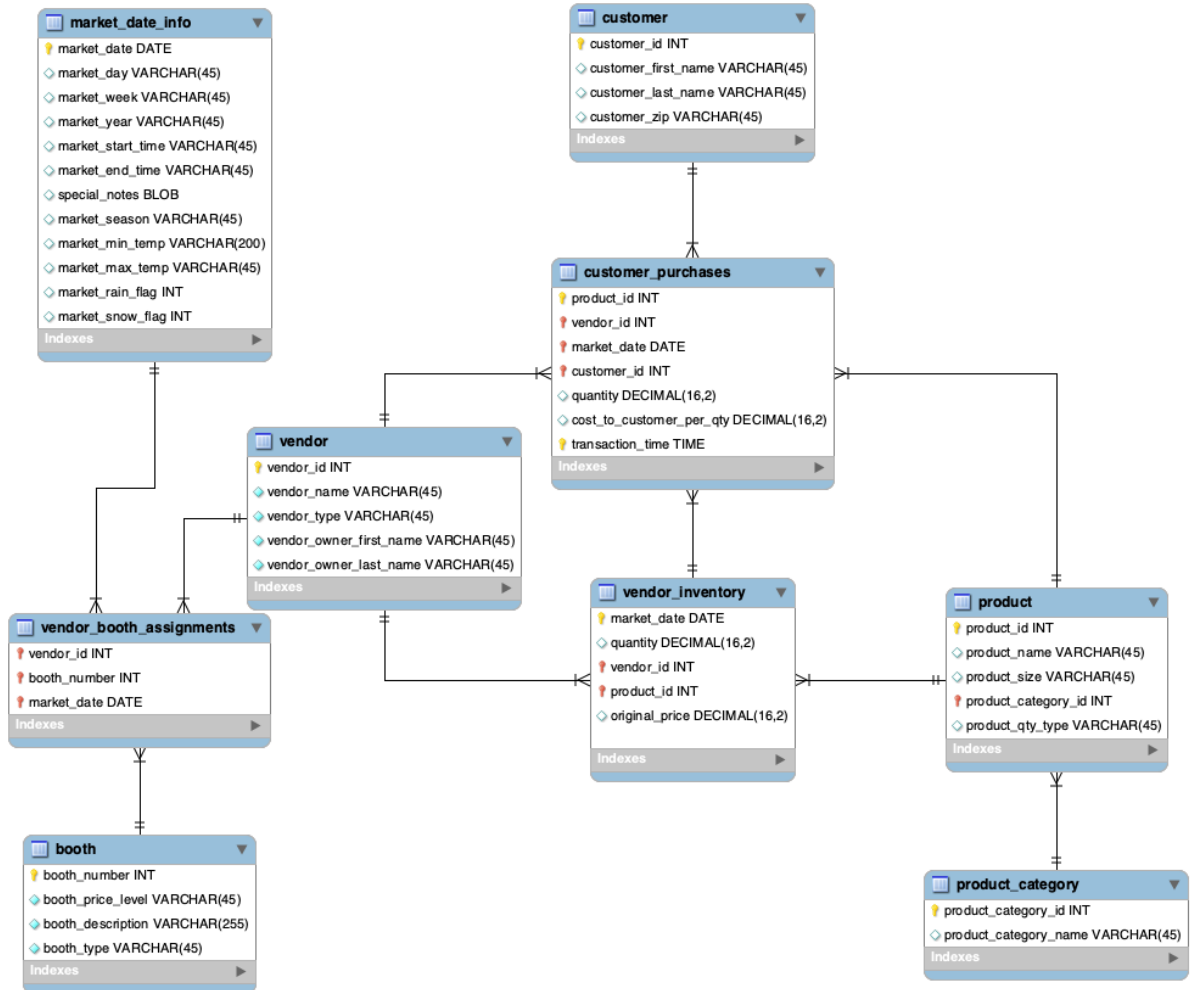 market_date_info
market_date DATE
market_day VARCHAR(45)
market_week VARCHAR(45)
market_year VARCHAR(45)
market_start_time VARCHAR(45)
market_end_time VARCHAR(45)
special_notes BLOB
market_season VARCHAR(45)
market_min_temp VARCHAR(200)
market_max_temp VARCHAR(45)
market_rain_flag INT
market_snow_flag INT
Indexes
customer
customer_id INT
customer_first_name VARCHAR(45)
customer_last_name VARCHAR(45)
customer_zip VARCHAR(45)
Indexes
customer_purchases
product_id INT
vendor_id INT
market_date DATE
customer_id INT
quantity DECIMAL(16,2)
cost_to_customer_per_qty DECIMAL(16,2)
transaction_time TIME
Indexes
vendor
vendor_id INT
vendor_name VARCHAR(45)
vendor_type VARCHAR(45)
vendor_owner_first_name VARCHAR(45)
vendor_owner_last_name VARCHAR(45)
Indexes
vendor_inventory
market_date DATE
quantity DECIMAL(16,2)
vendor_id INT
product_id INT
original_price DECIMAL(16,2)
Indexes
product
product_id INT
product_name VARCHAR(45)
product_size VARCHAR(45)
product_category_id INT
product_qty_type VARCHAR(45)
Indexes
vendor_booth_assignments
vendor_id INT
booth_number INT
market_date DATE
Indexes
booth
booth_number INT
booth_price_level VARCHAR(45)
booth_description VARCHAR(255)
booth_type VARCHAR(45)
Indexes
product_category
product_category_id INT
product_category_name VARCHAR(45)
Indexes